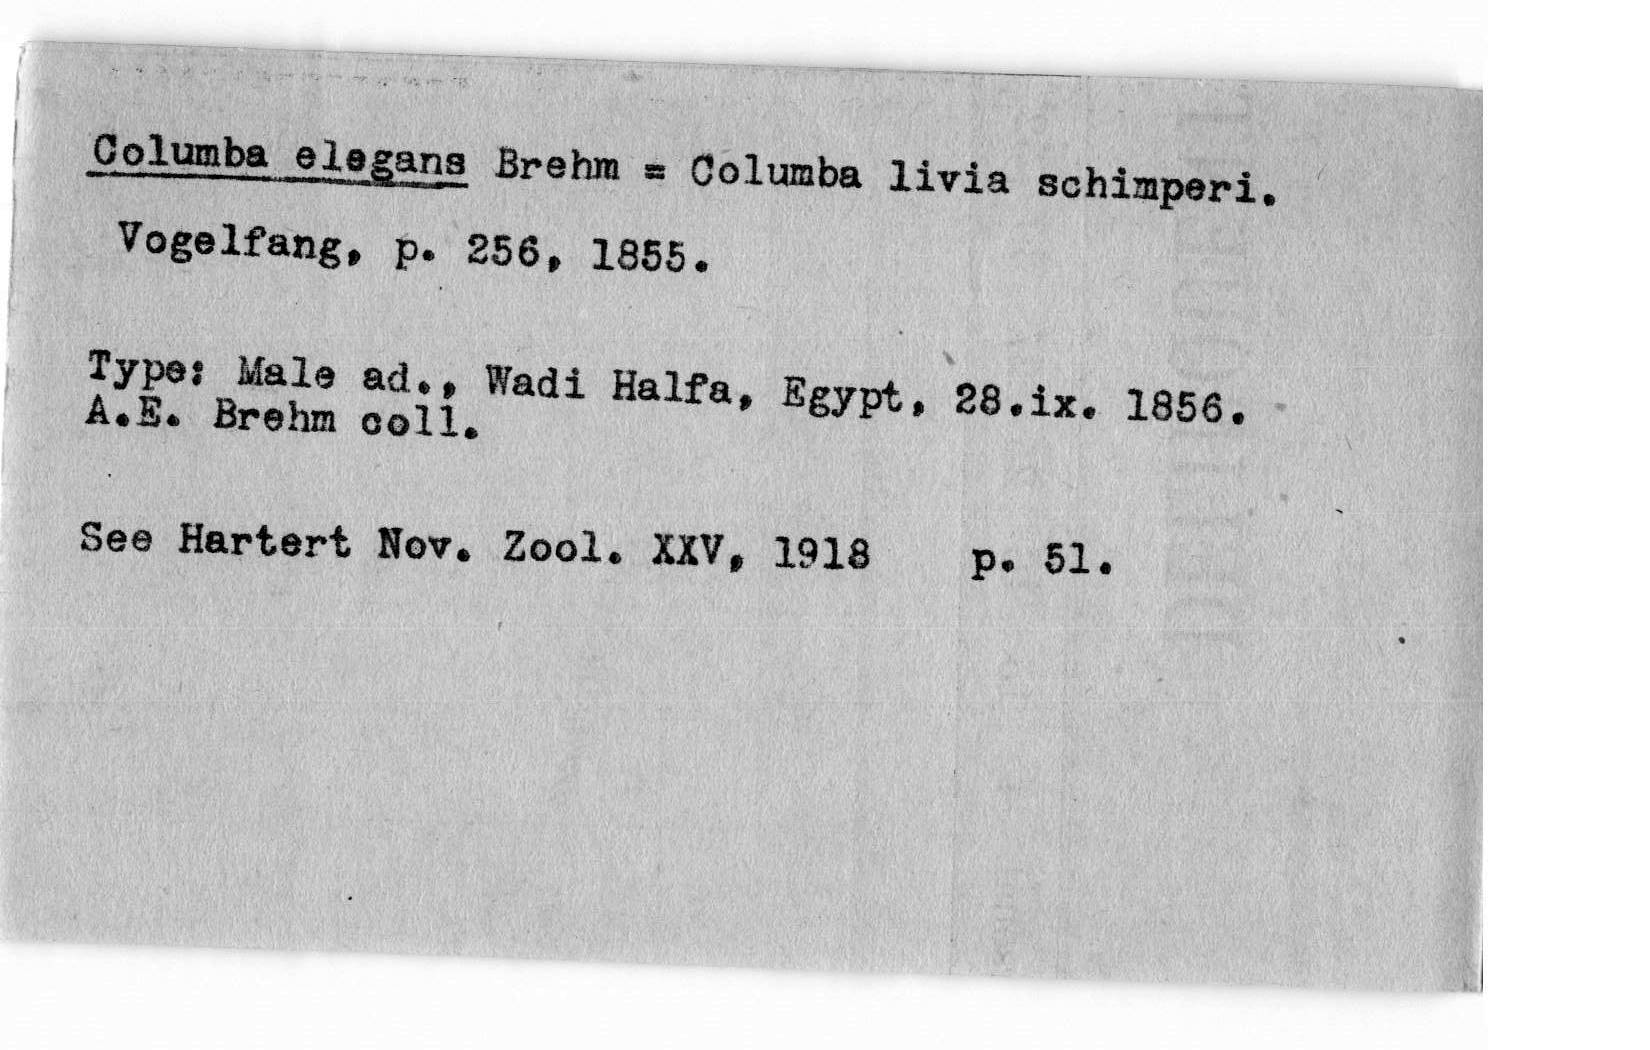 Columba elegans Brehm = Columba livia schimperi.
Vogelfang, p. 256, 1855.
Type: Male ad., Wadi Halfa, Egypt, 28.ix. 1856.
A.E. Brehm coll.
See Hartert Nov. Zool. XXV, 1918 p. 51.